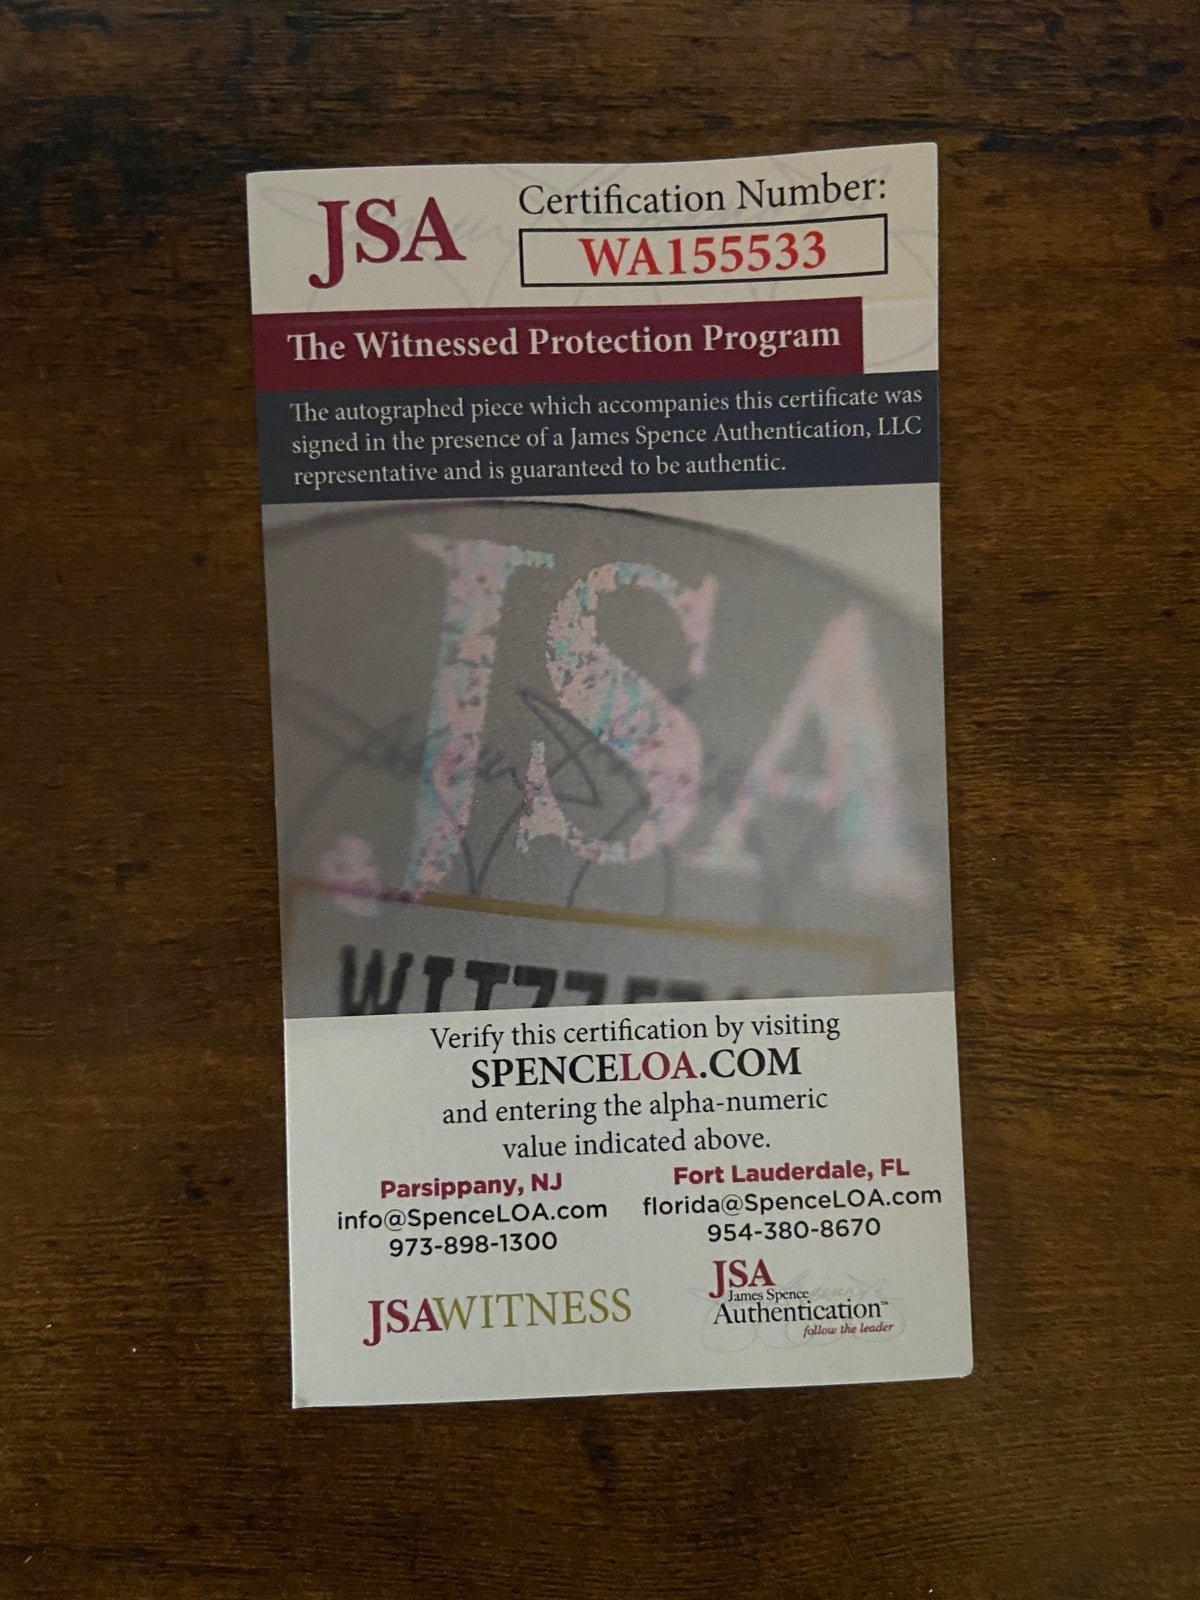 JSA
Certification Number:
WA155533
The Witnessed Protection Program
The autographed piece which accompanies this certificate was
signed in the presence of a James Spence Authentication, LLC
representative and is guaranteed to be authentic.
JSA
Verify this certification by visiting
SPENCELOA.COM
and entering the alpha-numeric
value indicated above.
Parsippany, NJ
info@SpenceLOA.com
973-898-1300
Fort Lauderdale, FL
florida@SpenceLOA.com
954-380-8670
JSAWITNESS
JSA
James Spence
Authentication™
follow the leader